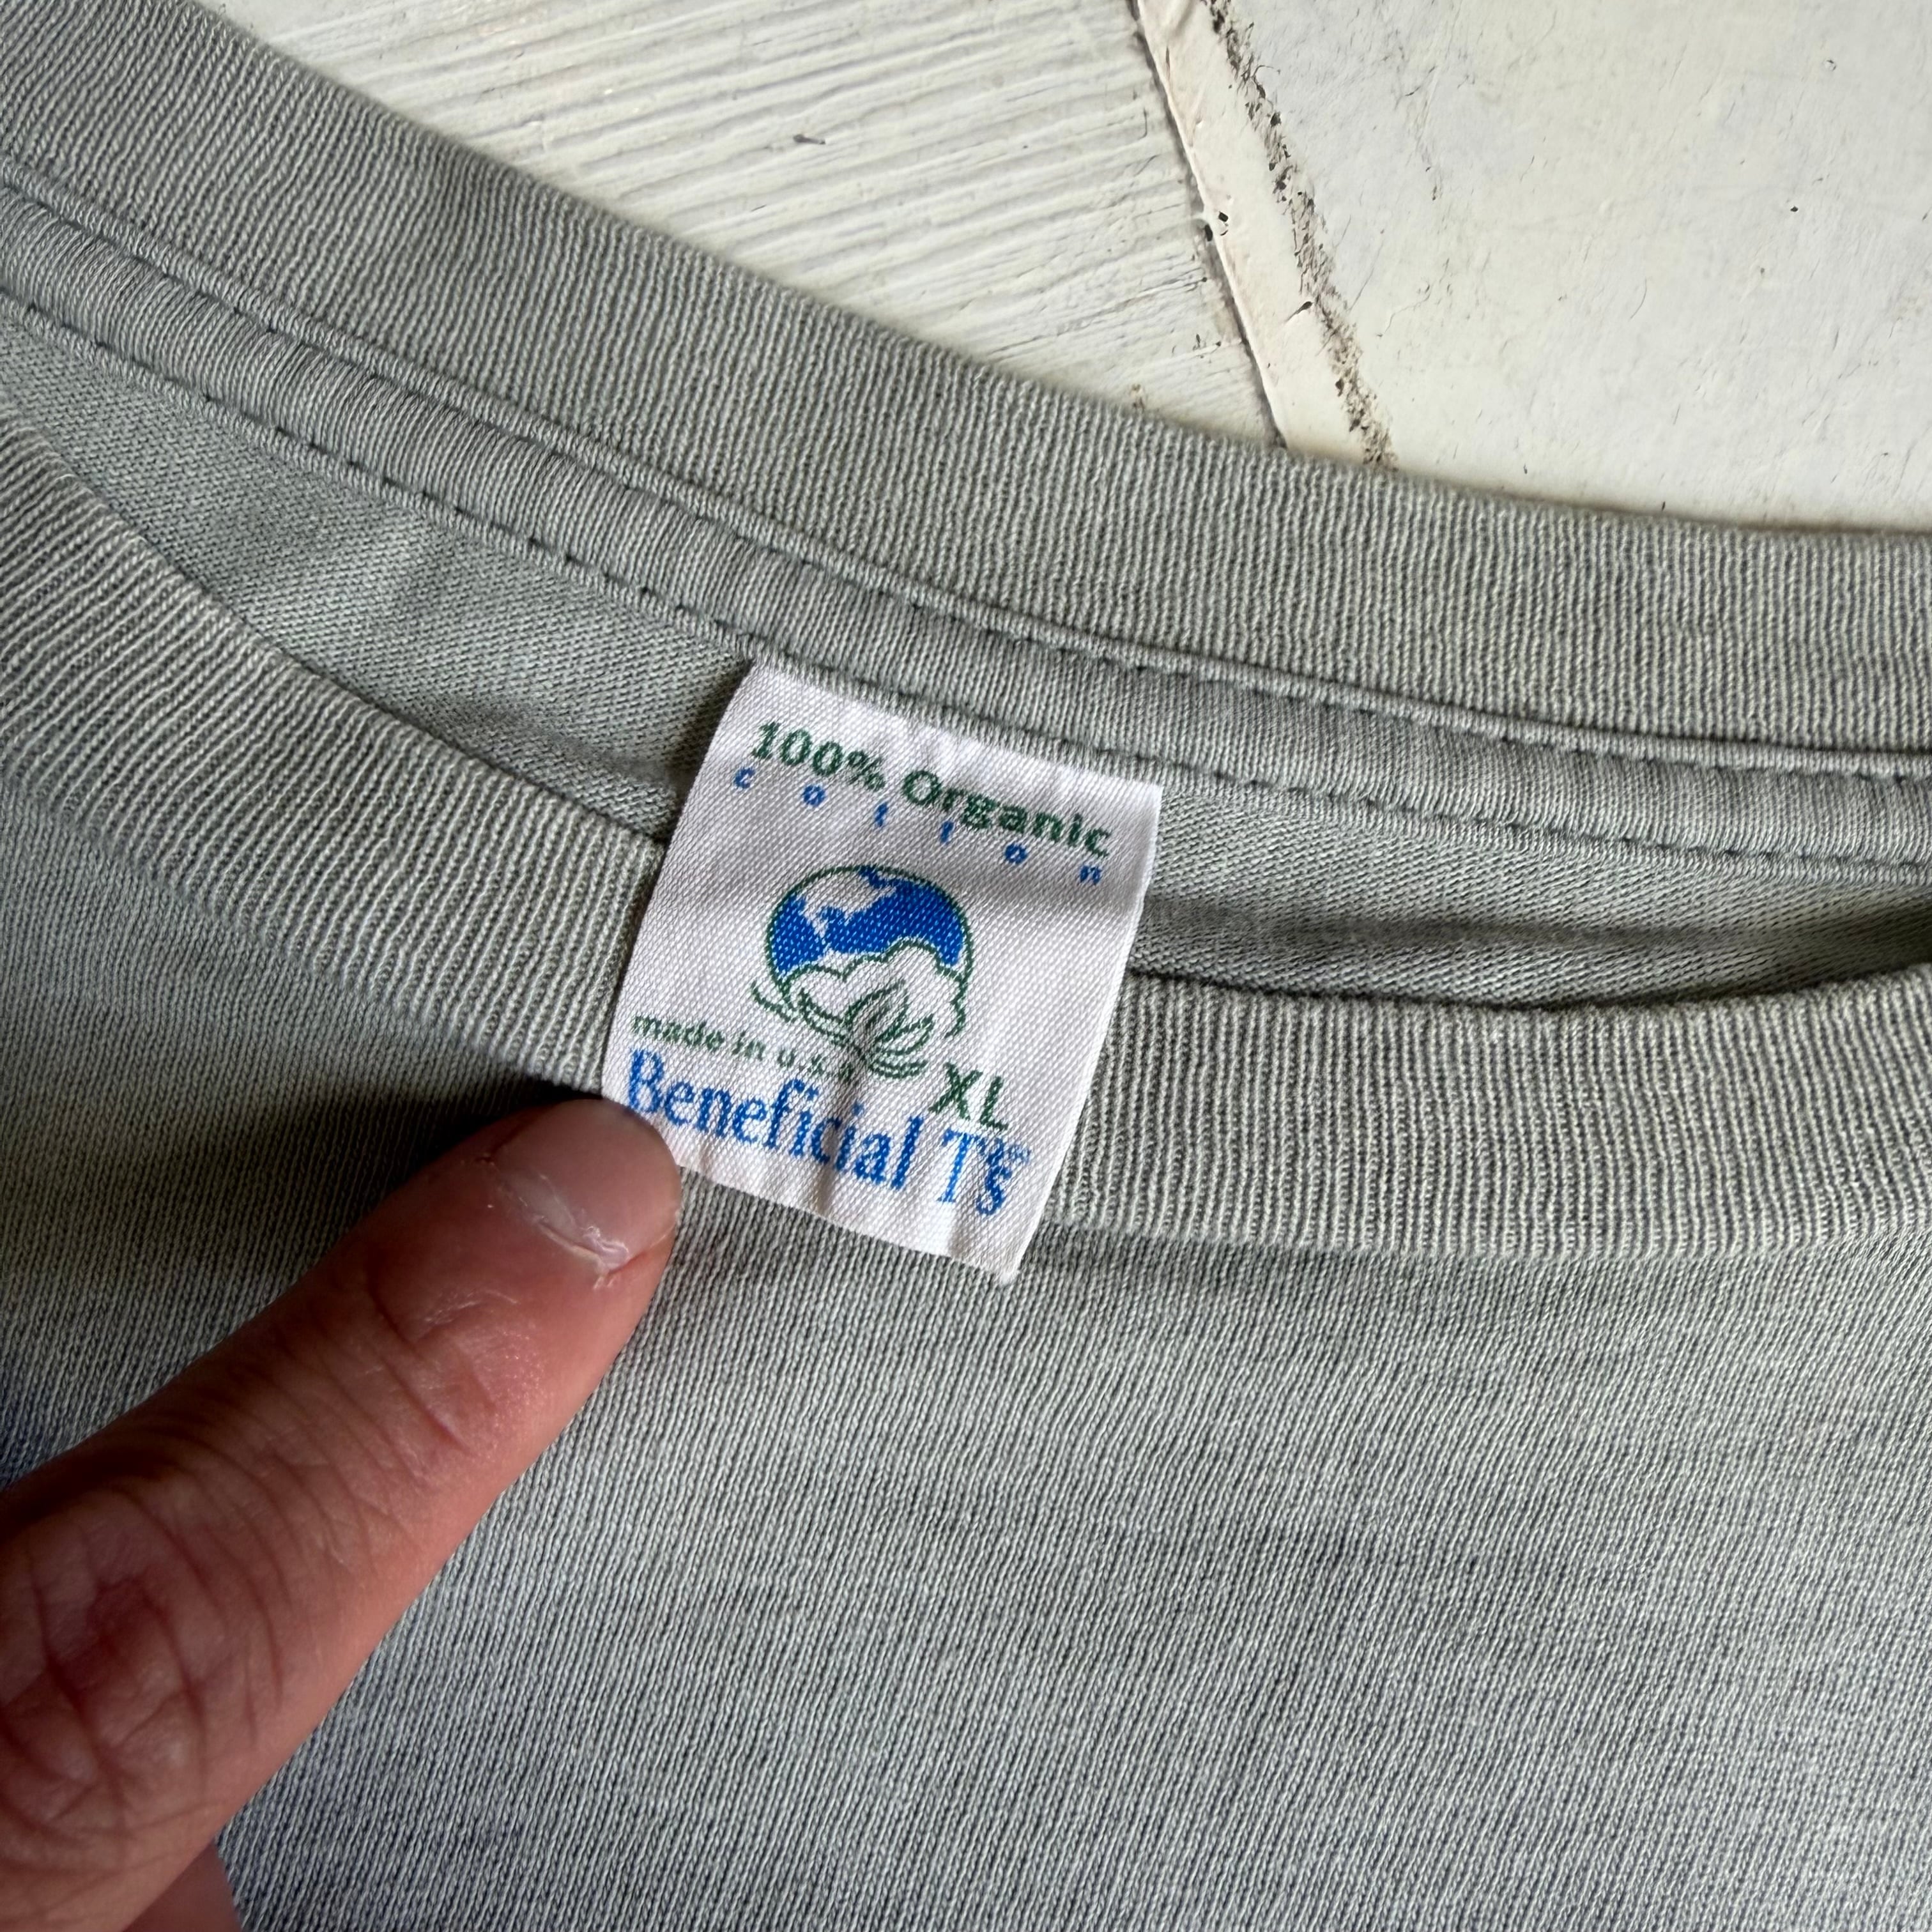 100% Organic
cotton
made in u.s.a
XL
Beneficial T's